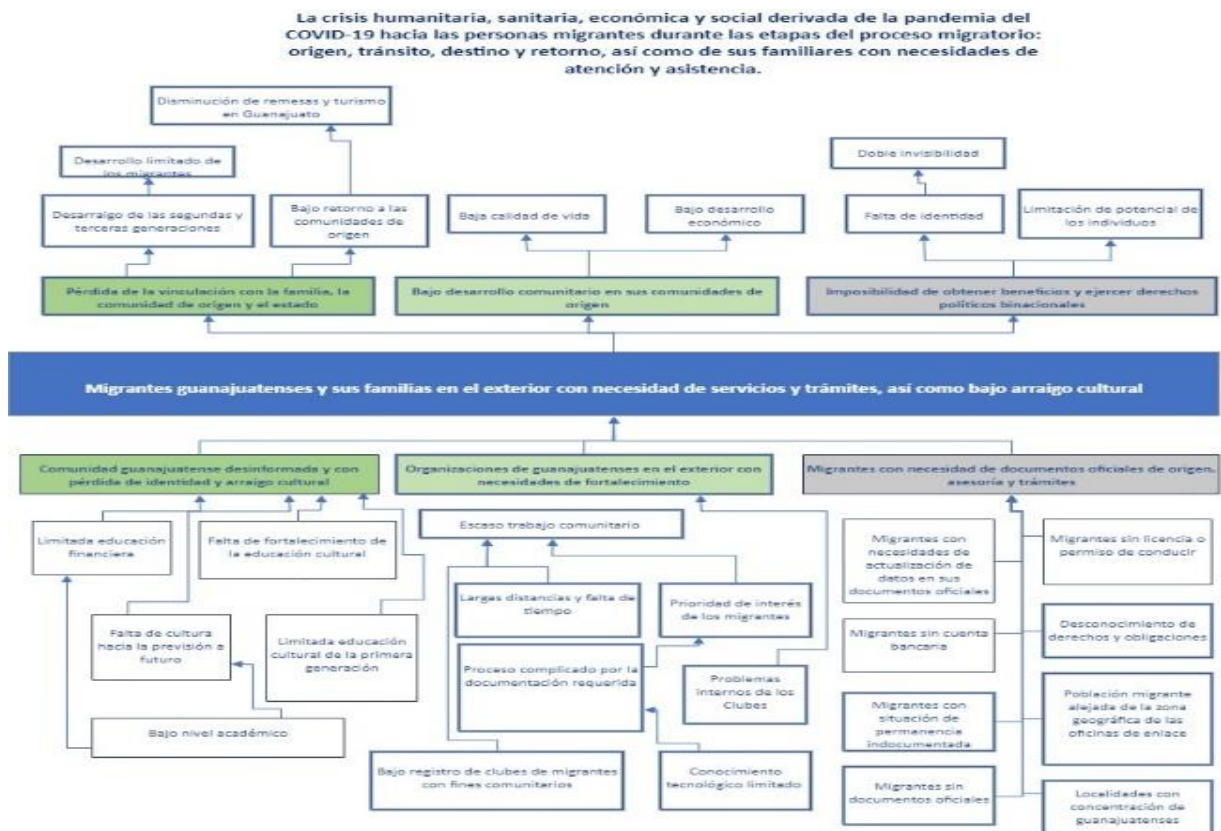 La crisis humanitaria, sanitaria, económica y social derivada de la pandemia del
COVID-19 hacia las personas migrantes durante las etapas del proceso migratorio:
origen, tránsito, destino y retorno, así como de sus familiares con necesidades de
atención y asistencia.
Disminución de remesas y turismo
en Guanajuato
Desarrollo limitado de
los migrantes
Doble invisibilidad
Desarraigo de las segundas y
terceras generaciones
Bajo retorno a las
comunidades de
origen
Baja calidad de vida
Bajo desarrollo
económico
Falta de identidad
Limitación de potencial de
los individuos
Pérdida de la vinculación con la familia, la
comunidad de origen y el estado
Bajo desarrollo comunitario en sus comunidades de
origen
Imposibilidad de obtener beneficios y ejercer derechos
políticos binacionales
Migrantes guanajuatenses y sus familias en el exterior con necesidad de servicios y trámites, así como bajo arraigo cultural
Comunidad guanajuatense desinformada y con
pérdida de identidad y arraigo cultural
Organizaciones de guanajuatenses en el exterior con
necesidades de fortalecimiento
Migrantes con necesidad de documentos oficiales de origen,
asesoría y trámites
Limitada educación
financiera
Falta de fortalecimiento de
la educación cultural
Falta de cultura
hacia la previsión a
futuro
Limitada educación
cultural de la primera
generación
Bajo nivel académico
Escaso trabajo comunitario
Largas distancias y falta de
tiempo
Prioridad de interés
de los migrantes
Proceso complicado por la
documentación requerida
Problemas
internos de los
Clubes
Bajo registro de clubes de migrantes
con fines comunitarios
Conocimiento
tecnológico limitado
Migrantes con
necesidades de
actualización de
datos en sus
documentos oficiales
Migrantes sin licencia o
permiso de conducir
Migrantes sin cuenta
bancaria
Desconocimiento de
derechos y obligaciones
Migrantes con
situación de
permanencia
indocumentada
Población migrante
alejada de la zona
geográfica de las
oficinas de enlace
Migrantes sin
documentos oficiales
Localidades con
concentración de
guanajuatenses